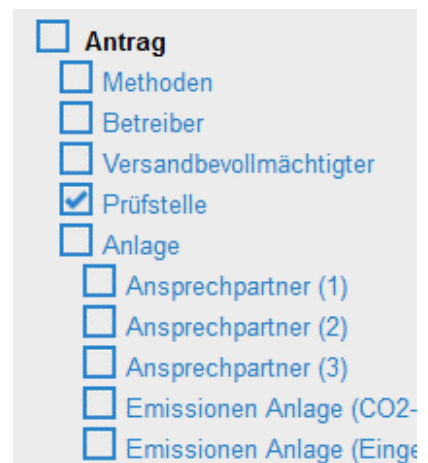 Antrag
Methoden
Betreiber
Versandbevollmächtigter
Prüfstelle
Anlage
Ansprechpartner (1)
Ansprechpartner (2)
Ansprechpartner (3)
Emissionen Anlage (CO2-
Emissionen Anlage (Einge